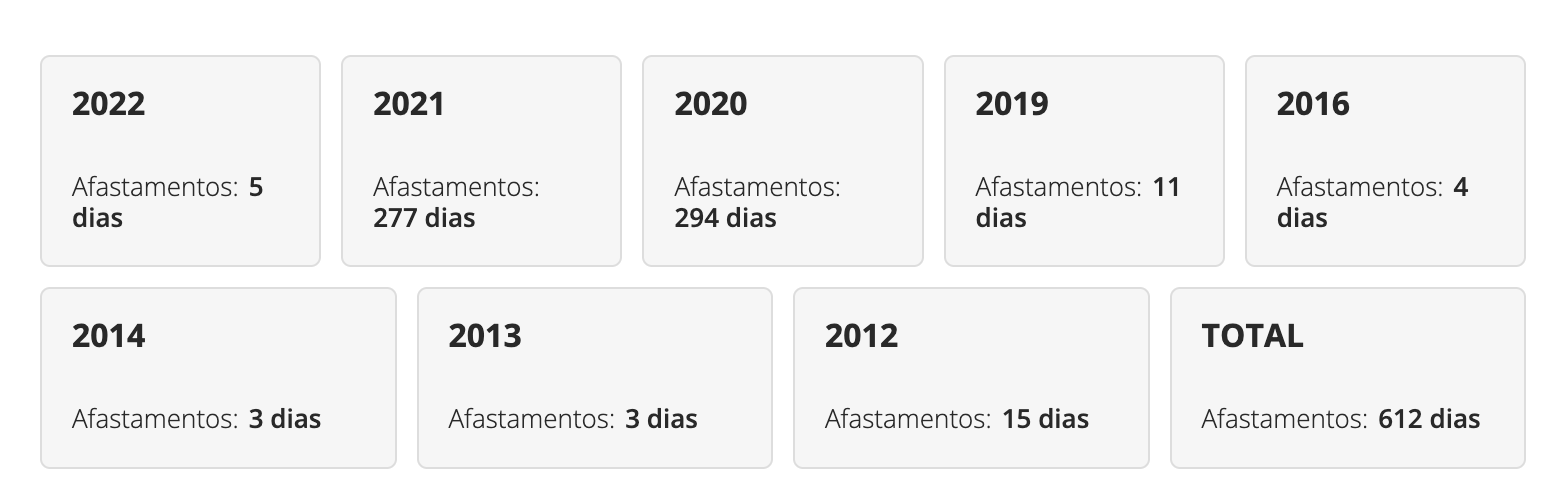 2022
Afastamentos: 5
dias
2021
Afastamentos:
277 dias
2020
Afastamentos:
294 dias
2019
Afastamentos: 11
dias
2016
Afastamentos: 4
dias
2014
Afastamentos: 3 dias
2013
Afastamentos: 3 dias
2012
Afastamentos: 15 dias
TOTAL
Afastamentos: 612 dias